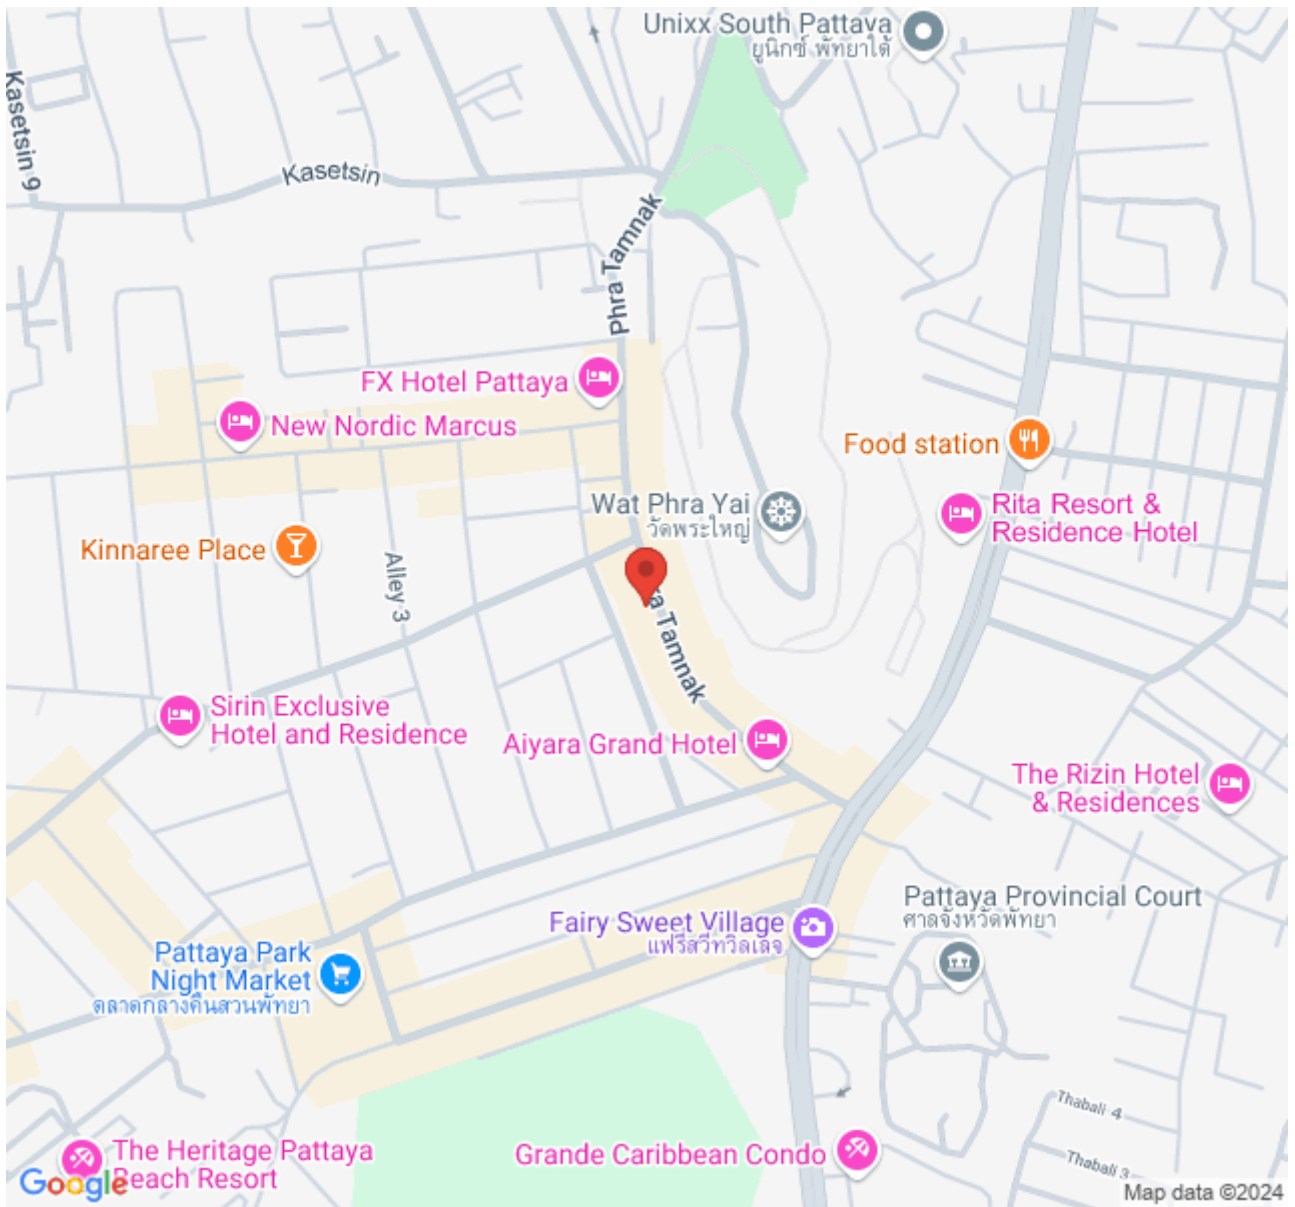 Unixx South Pattaya
ยูนิกซ์ พัทยาใต้
Kasetsin 9
Kasetsin
Phra Tamnak
FX Hotel Pattaya
New Nordic Marcus
Food station
Wat Phra Yai
วัดพระใหญ่
Rita Resort &
Residence Hotel
Kinnaree Place
Alley 3
ra Tamnak
Sirin Exclusive
Hotel and Residence
Aiyara Grand Hotel
The Rizin Hotel
& Residences
Pattaya Provincial Court
ศาลจังหวัดพัทยา
Fairy Sweet Village
แฟรีสวีทวิลเลจ
Pattaya Park
Night Market
ตลาดกลางคืนสวนพัทยา
Thabali 4
Thabali 3
The Heritage Pattaya
Beach Resort
Grande Caribbean Condo
Google
Map data ©2024